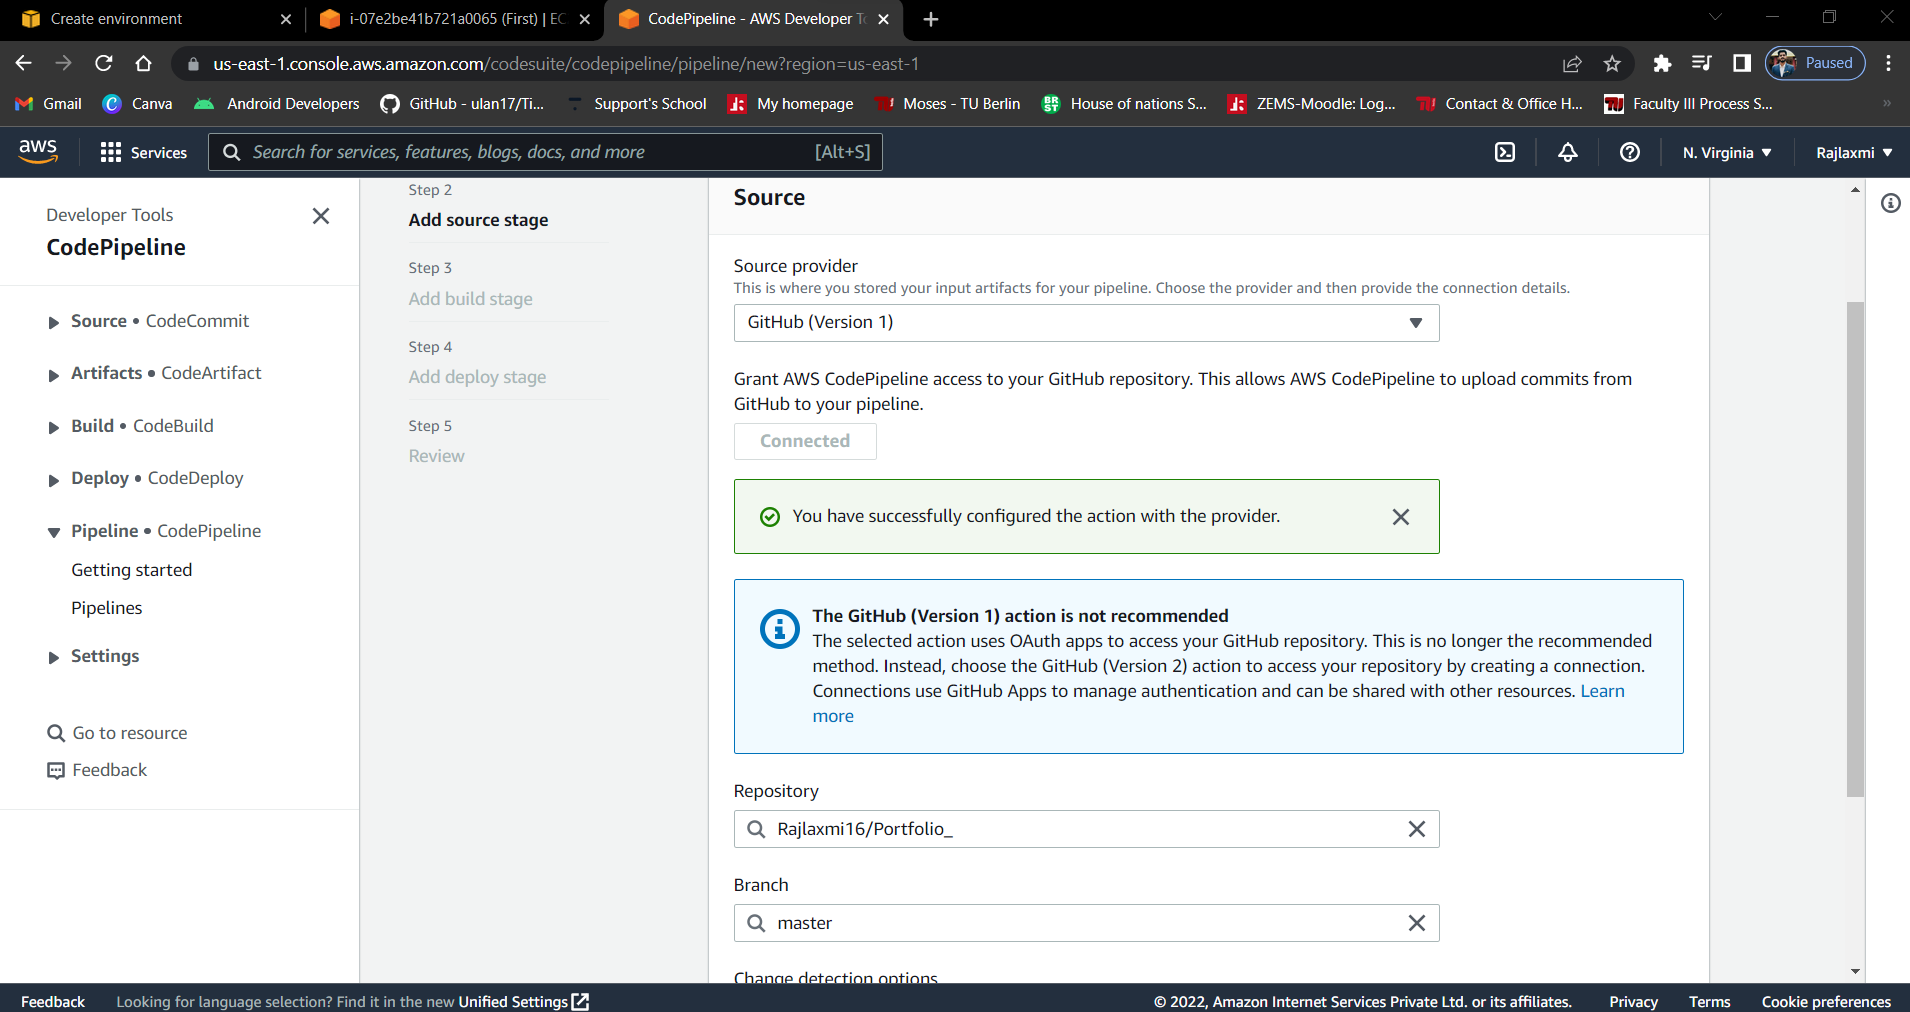 Create environment
i-07e2be41b721a0065 (First) | EC
CodePipeline - AWS Developer To
us-east-1.console.aws.amazon.com/codesuite/codepipeline/pipeline/new?region=us-east-1
Paused
Gmail
Canva
Android Developers
GitHub - ulan17/Ti...
Support's School
My homepage
Moses - TU Berlin
BR
ST
House of nations S...
ZEMS-Moodle: Log...
Contact & Office H...
Faculty III Process S...
»
aws
Services
Search for services, features, blogs, docs, and more
[Alt+S]
N. Virginia
Rajlaxmi
Developer Tools
CodePipeline
Source • CodeCommit
Artifacts • CodeArtifact
Build • CodeBuild
Deploy • CodeDeploy
Pipeline • CodePipeline
Getting started
Pipelines
Settings
Go to resource
Feedback
Step 2
Add source stage
Step 3
Add build stage
Step 4
Add deploy stage
Step 5
Review
Source
Source provider
This is where you stored your input artifacts for your pipeline. Choose the provider and then provide the connection details.
GitHub (Version 1)
Grant AWS CodePipeline access to your GitHub repository. This allows AWS CodePipeline to upload commits from
GitHub to your pipeline.
Connected
You have successfully configured the action with the provider.
The GitHub (Version 1) action is not recommended
The selected action uses OAuth apps to access your GitHub repository. This is no longer the recommended
method. Instead, choose the GitHub (Version 2) action to access your repository by creating a connection.
Connections use GitHub Apps to manage authentication and can be shared with other resources. Learn
more
Repository
Rajlaxmi16/Portfolio_
Branch
master
Change detection options
Feedback
Looking for language selection? Find it in the new Unified Settings
© 2022, Amazon Internet Services Private Ltd. or its affiliates.
Privacy
Terms
Cookie preferences